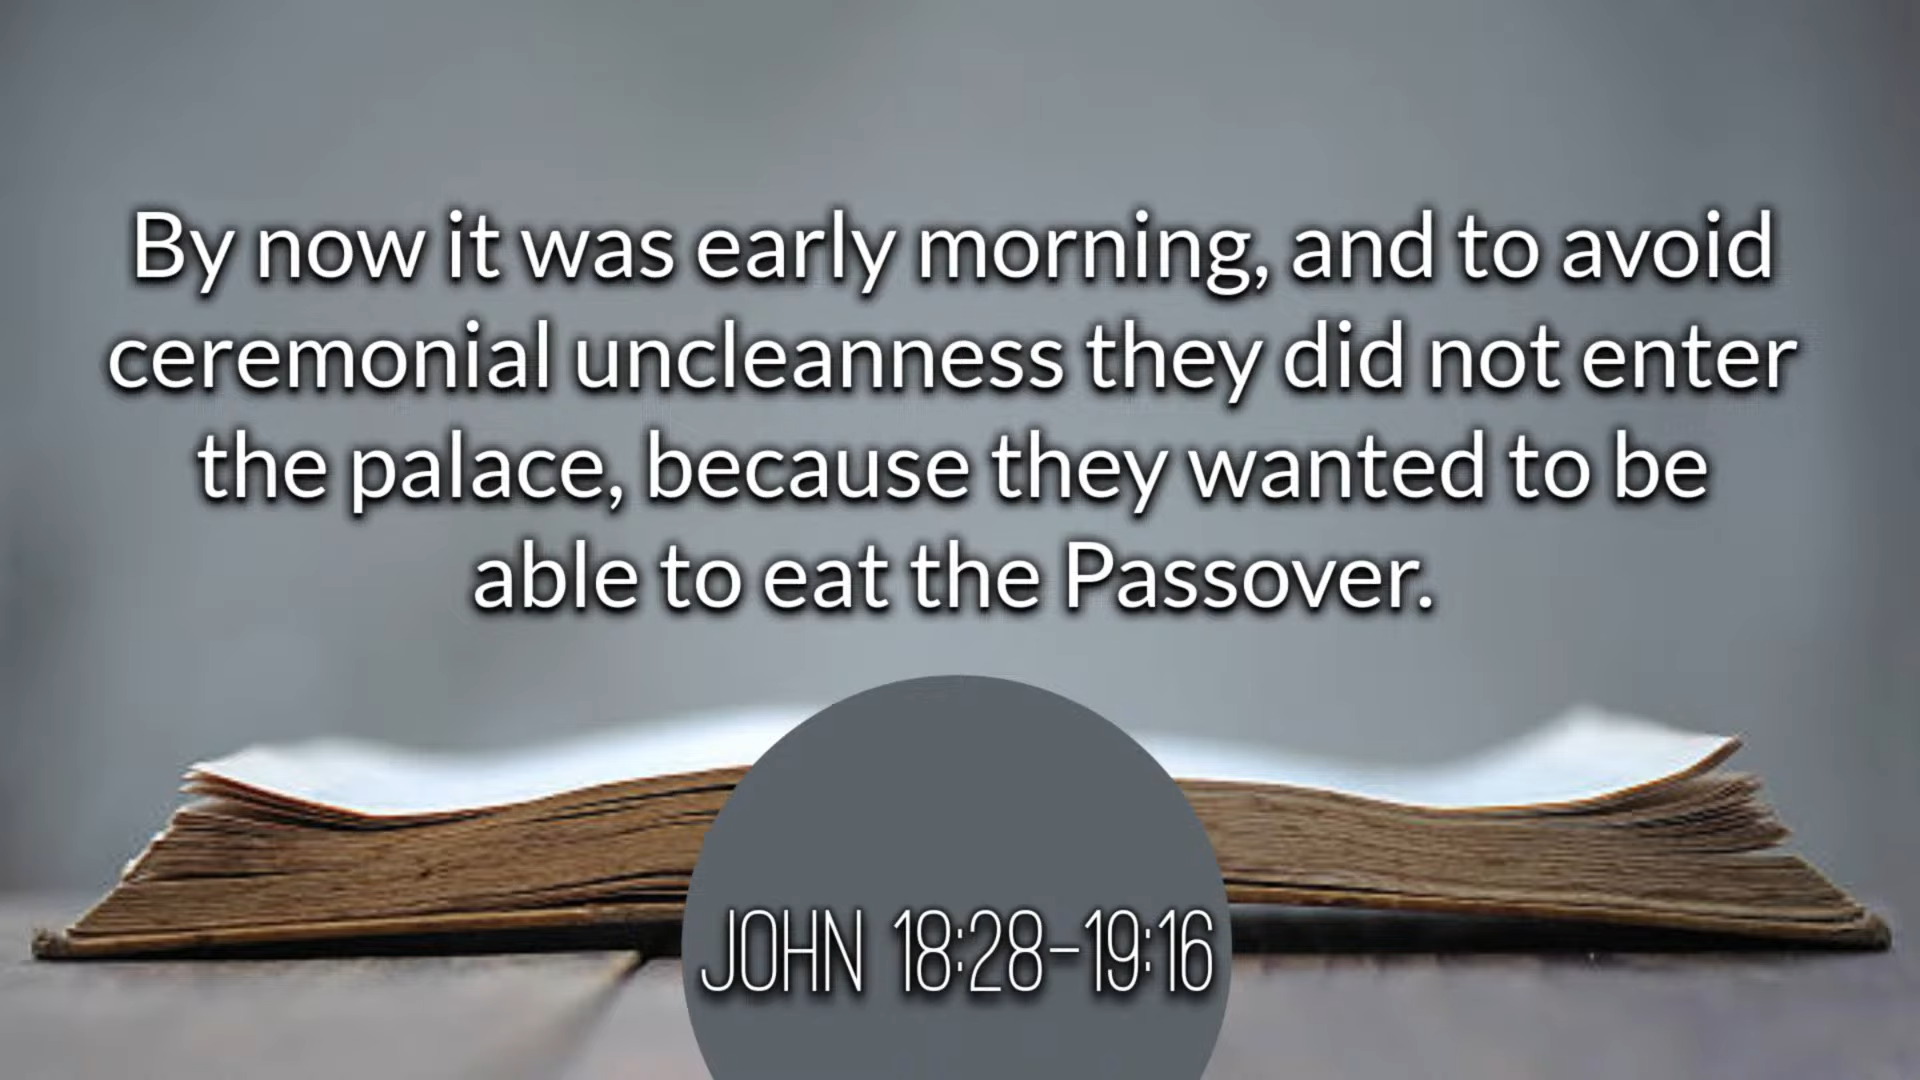 By now it was early morning, and to avoid
ceremonial uncleanness they did not enter
the palace, because they wanted to be
able to eat the Passover.
JOHN 18:28-19:16